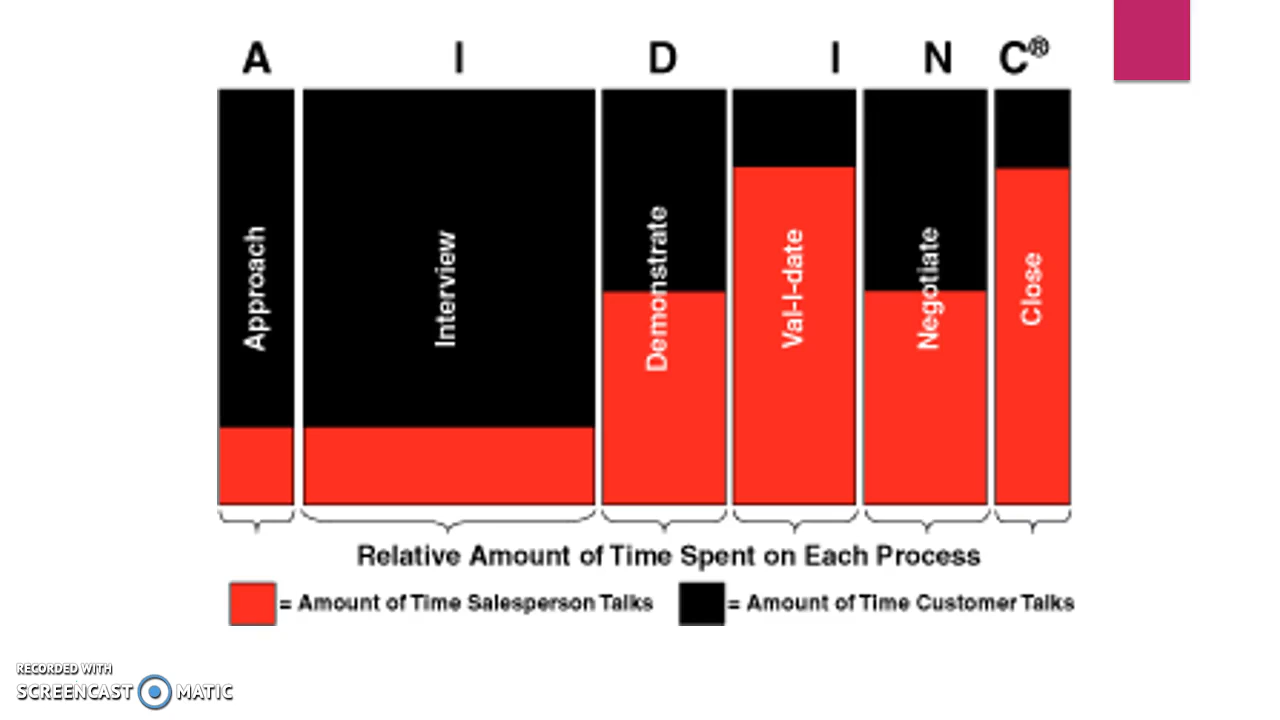 A I D I N C®
Approach
Interview
Demonstrate
Val-I-date
Negotiate
Close
Relative Amount of Time Spent on Each Process
= Amount of Time Salesperson Talks
= Amount of Time Customer Talks
RECORDED WITH
SCREENCAST MATIC